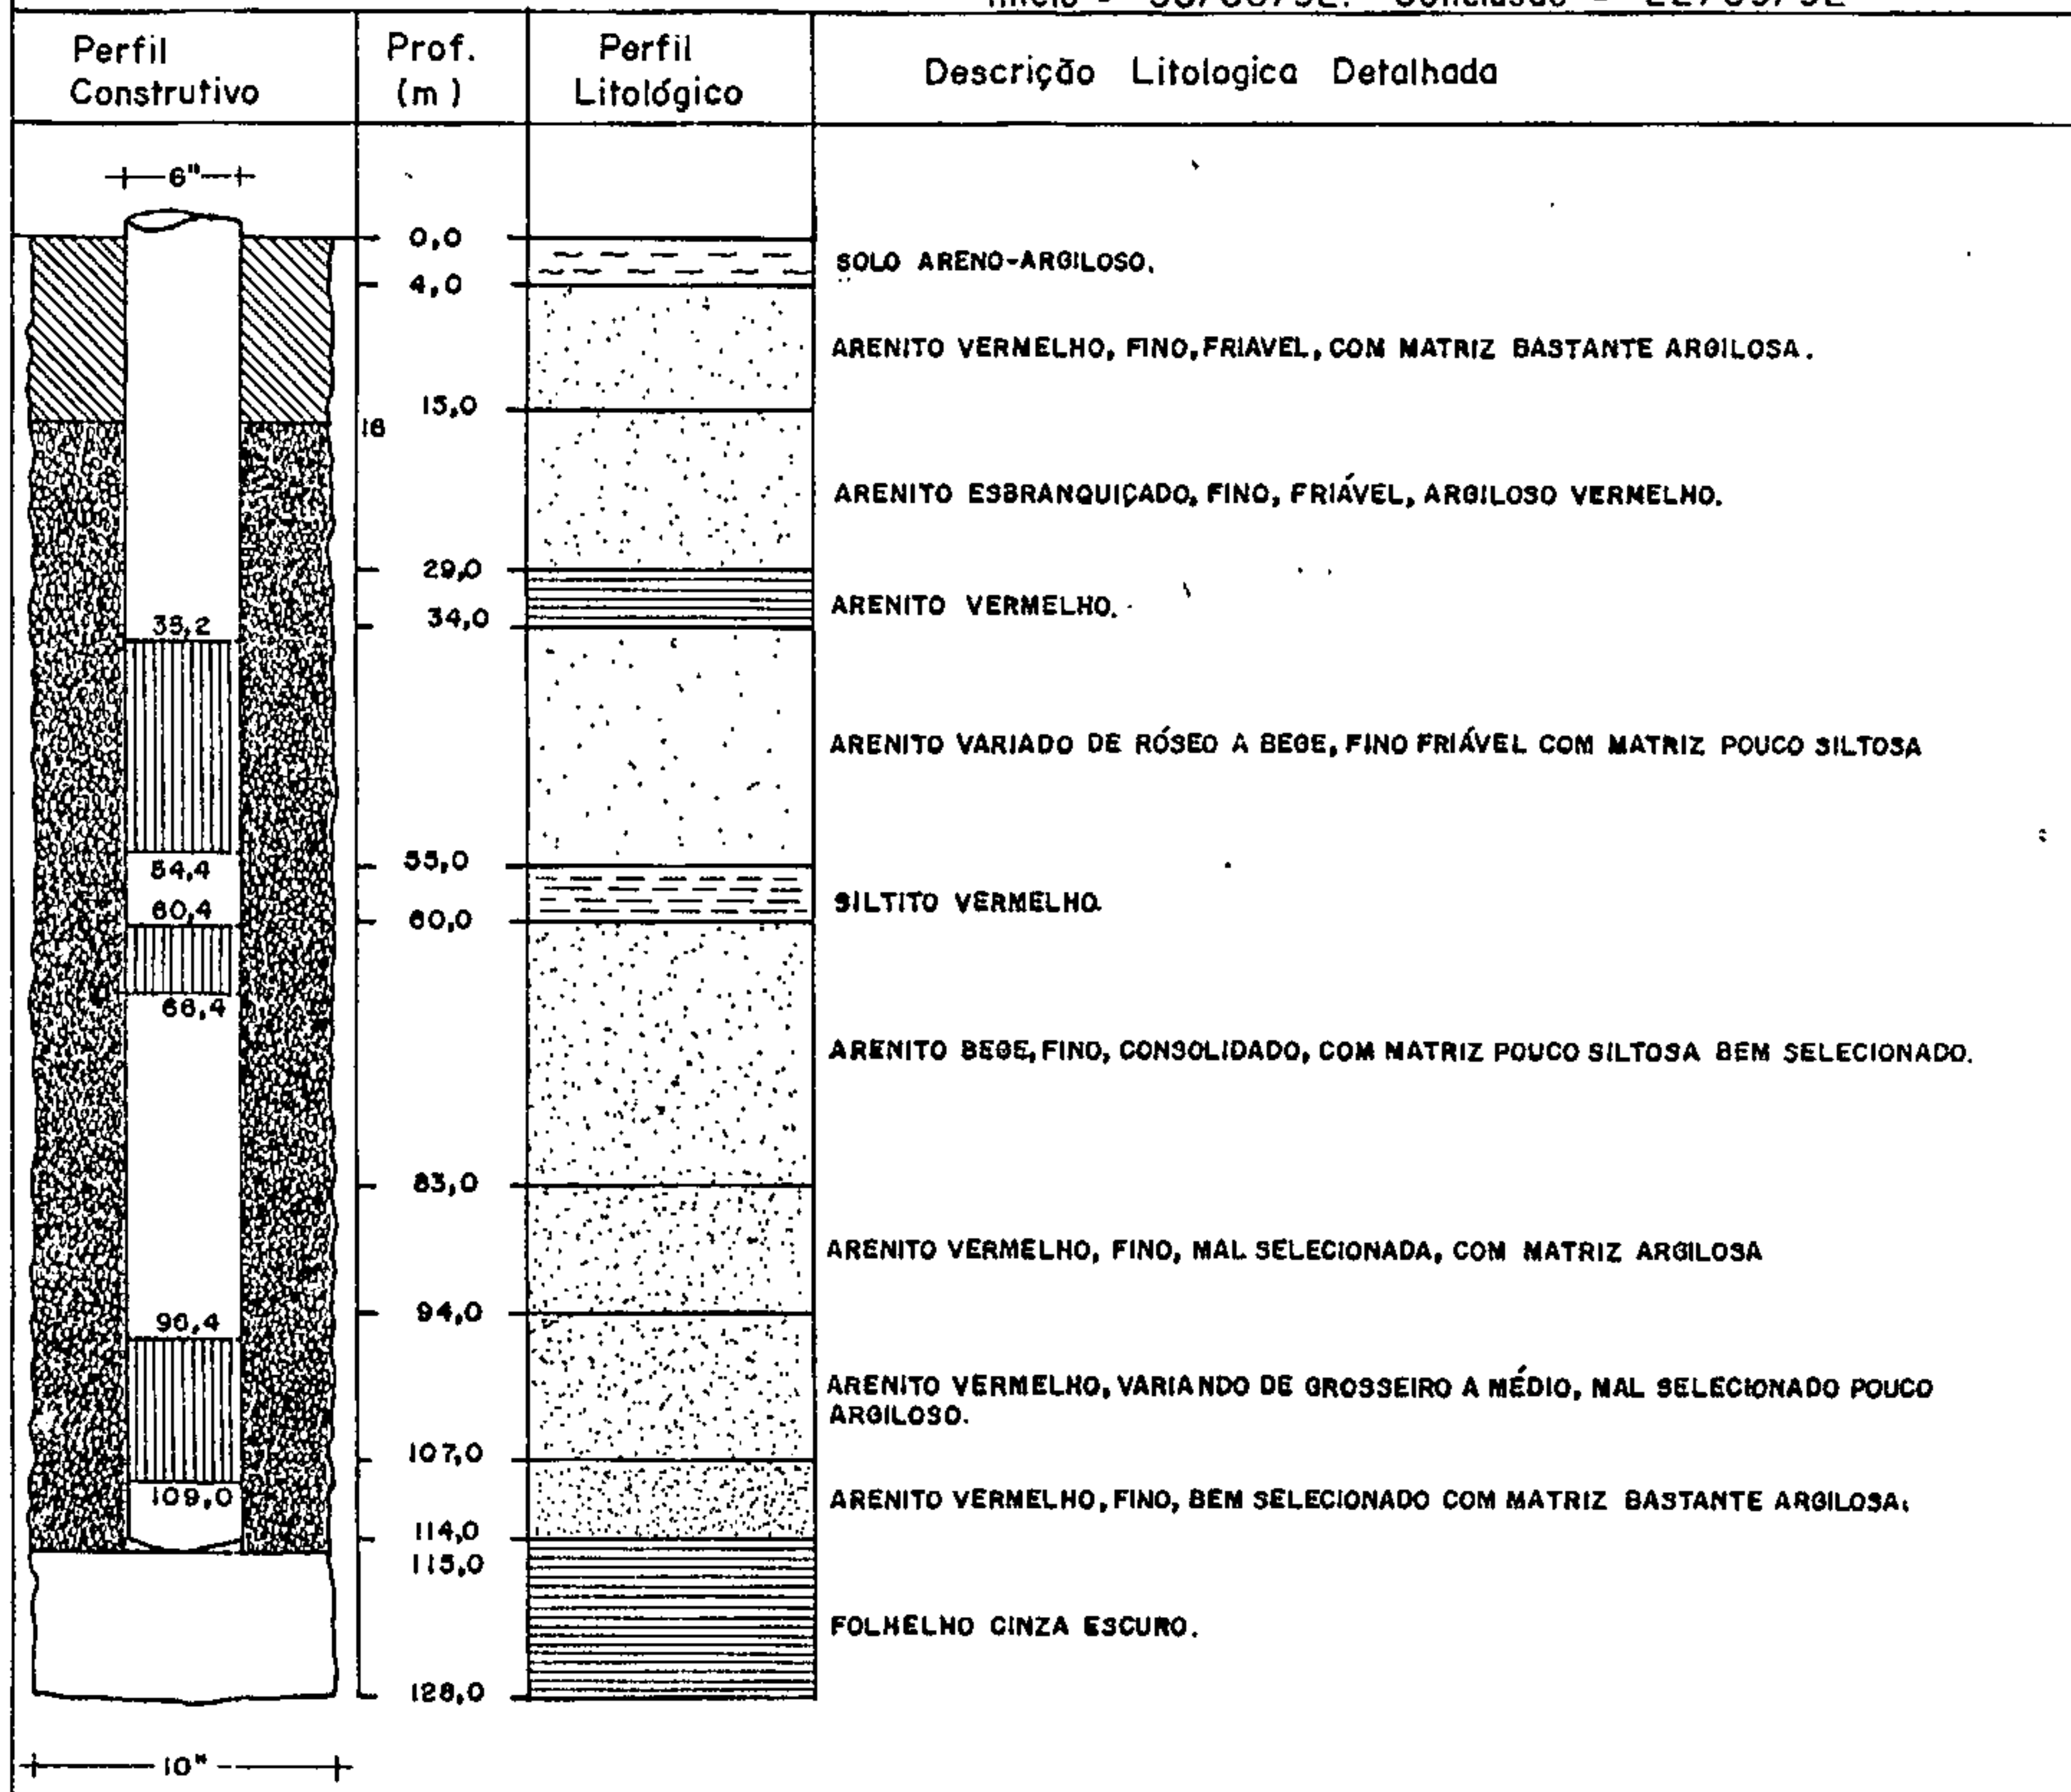 Perfil Construtivo
Prof. (m)
Perfil Litológico
Descrição Litologica Detalhada
6"
0,0
SOLO ARENO-ARGILOSO.
4,0
ARENITO VERMELHO, FINO, FRIAVEL, COM MATRIZ BASTANTE ARGILOSA.
15,0
16
ARENITO ESBRANQUIÇADO, FINO, FRIÁVEL, ARGILOSO VERMELHO.
29,0
ARENITO VERMELHO.
34,0
35,2
ARENITO VARIADO DE RÓSEO A BEGE, FINO FRIÁVEL COM MATRIZ POUCO SILTOSA
54,4
55,0
SILTITO VERMELHO
60,4
60,0
66,4
ARENITO BEGE, FINO, CONSOLIDADO, COM MATRIZ POUCO SILTOSA BEM SELECIONADO.
83,0
ARENITO VERMELHO, FINO, MAL SELECIONADA, COM MATRIZ ARGILOSA
94,0
96,4
ARENITO VERMELHO, VARIANDO DE GROSSEIRO A MÉDIO, MAL SELECIONADO POUCO
ARGILOSO.
107,0
109,0
ARENITO VERMELHO, FINO, BEM SELECIONADO COM MATRIZ BASTANTE ARGILOSA.
114,0
115,0
FOLHELHO CINZA ESCURO.
128,0
10"